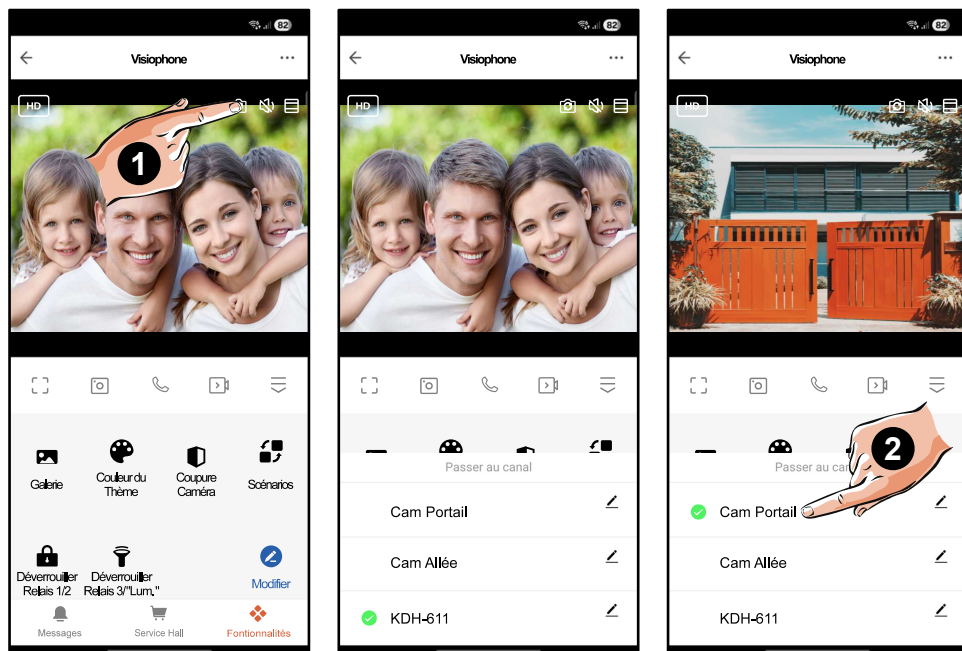 82
Visiophone
HD
1
Galerie
Couleur du
Thème
Coupure
Caméra
Scénarios
Déverrouiller
Relais 1/2
Déverrouiller
Relais 3/"Lum."
Modifier
Messages
Service Hall
Fontionnalités
82
Visiophone
HD
Passer au canal
Cam Portail
Cam Allée
KDH-611
82
Visiophone
HD
2
Passer au can
Cam Portail
Cam Allée
KDH-611